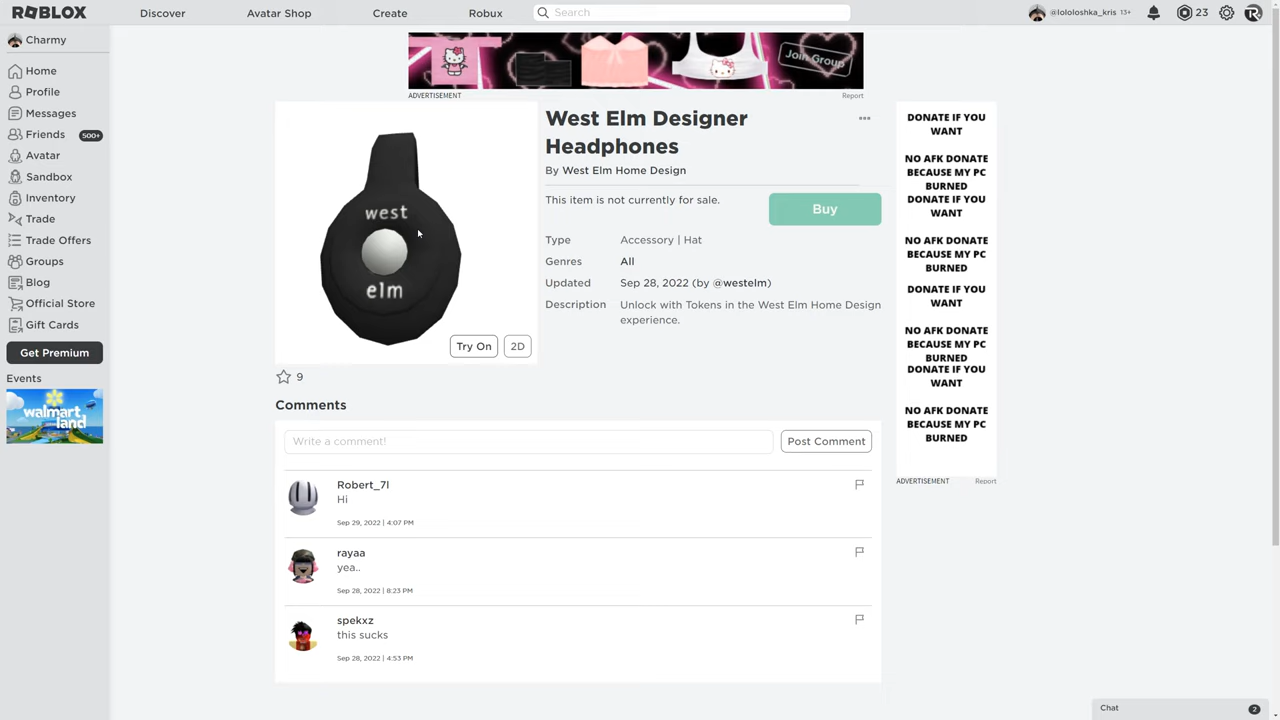 ROBLOX
Discover
Avatar Shop
Create
Robux
Search
@lololoshka_kris 13+
23
Charmy
Home
Profile
Messages
Friends 500+
Avatar
Sandbox
Inventory
Trade
Trade Offers
Groups
Blog
Official Store
Gift Cards
Get Premium
Events
walmart
land
Join Group
ADVERTISEMENT
Report
west
elm
Try On
2D
9
West Elm Designer
Headphones
By West Elm Home Design
This item is not currently for sale.
Buy
Type Accessory | Hat
Genres All
Updated Sep 28, 2022 (by @westelm)
Description Unlock with Tokens in the West Elm Home Design
experience.
Comments
Write a comment!
Post Comment
Robert_7l
Hi
Sep 29, 2022 | 4:07 PM
rayaa
yea..
Sep 28, 2022 | 8:23 PM
spekxz
this sucks
Sep 28, 2022 | 4:53 PM
DONATE IF YOU
WANT
NO AFK DONATE
BECAUSE MY PC
BURNED
DONATE IF YOU
WANT
NO AFK DONATE
BECAUSE MY PC
BURNED
DONATE IF YOU
WANT
NO AFK DONATE
BECAUSE MY PC
BURNED
DONATE IF YOU
WANT
NO AFK DONATE
BECAUSE MY PC
BURNED
ADVERTISEMENT
Report
Chat
2